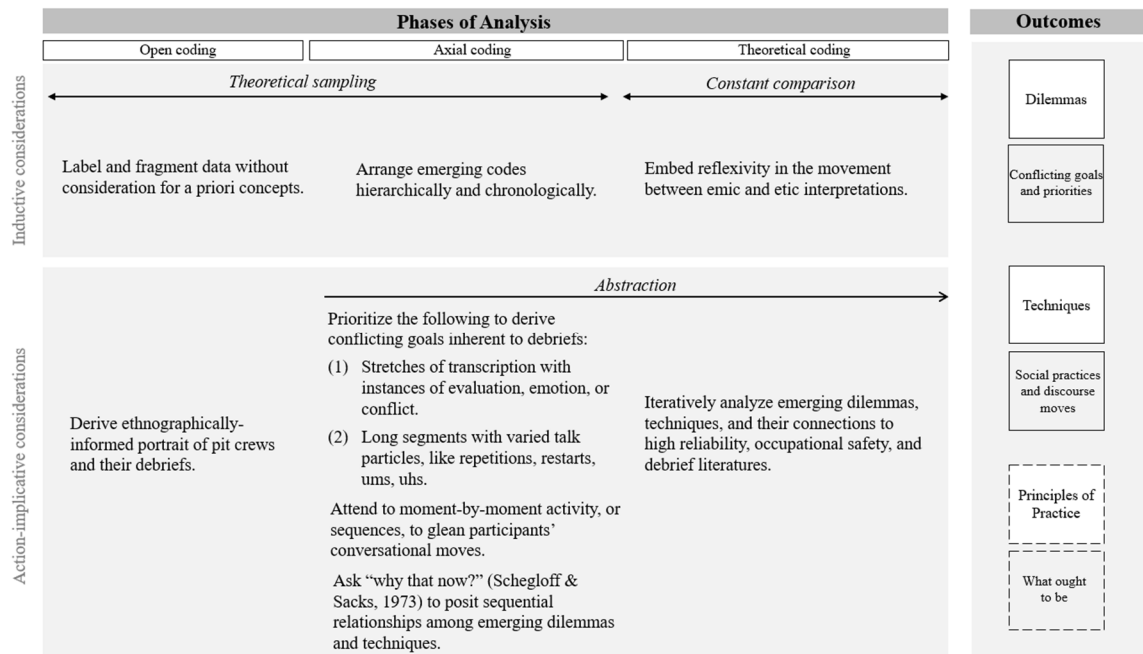 Phases of Analysis
Outcomes
Open coding
Axial coding
Theoretical coding
Inductive considerations
Theoretical sampling
Constant comparison
Label and fragment data without
consideration for a priori concepts.
Arrange emerging codes
hierarchically and chronologically.
Embed reflexivity in the movement
between emic and etic interpretations.
Dilemmas
Conflicting goals
and priorities
Action-implicative considerations
Abstraction
Derive ethnographically-
informed portrait of pit crews
and their debriefs.
Prioritize the following to derive
conflicting goals inherent to debriefs:
(1) Stretches of transcription with
instances of evaluation, emotion, or
conflict.
(2) Long segments with varied talk
particles, like repetitions, restarts,
ums, uhs.
Attend to moment-by-moment activity, or
sequences, to glean participants’
conversational moves.
Ask “why that now?” (Schegloff &
Sacks, 1973) to posit sequential
relationships among emerging dilemmas
and techniques.
Iteratively analyze emerging dilemmas,
techniques, and their connections to
high reliability, occupational safety, and
debrief literatures.
Techniques
Social practices
and discourse
moves
Principles of
Practice
What ought
to be